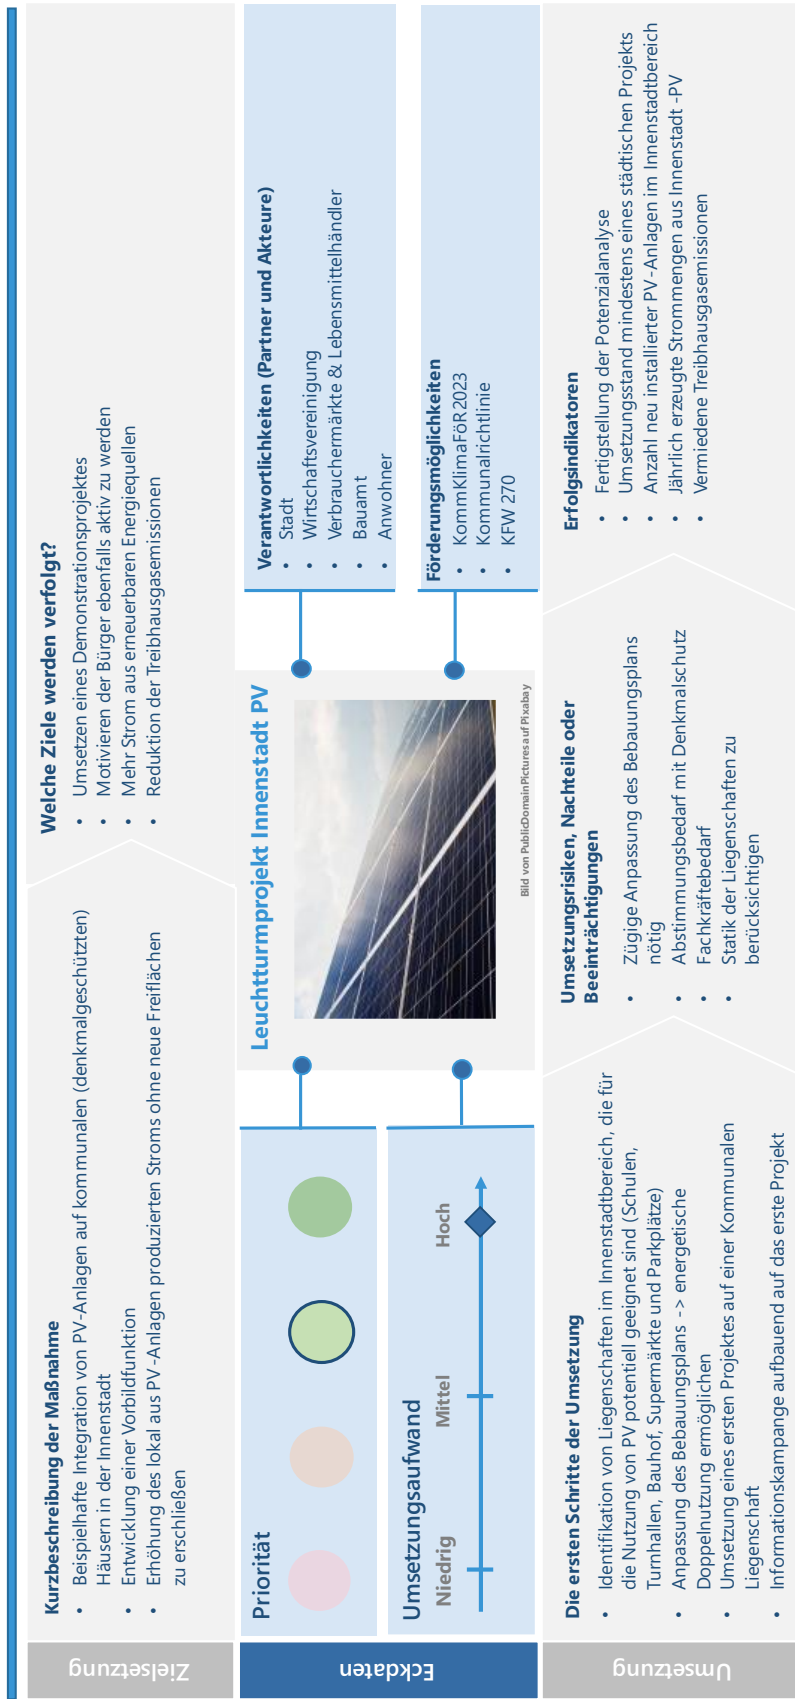 Zielsetzung
Kurzbeschreibung der Maßnahme
• Beispielhafte Integration von PV-Anlagen auf kommunalen (denkmalgeschützten)
Häusern in der Innenstadt
• Entwicklung einer Vorbildfunktion
• Erhöhung des lokal aus PV-Anlagen produzierten Stroms ohne neue Freiflächen
zu erschließen
Welche Ziele werden verfolgt?
• Umsetzen eines Demonstrationsprojektes
• Motivieren der Bürger ebenfalls aktiv zu werden
• Mehr Strom aus erneuerbaren Energiequellen
• Reduktion der Treibhausgasemissionen
Eckdaten
Priorität
Umsetzungsaufwand
Niedrig
Mittel
Hoch
Leuchtturmprojekt Innenstadt PV
Bild von PublicDomainPictures auf Pixabay
Verantwortlichkeiten (Partner und Akteure)
• Stadt
• Wirtschaftsvereinigung
• Verbrauchermärkte & Lebensmittelhändler
• Bauamt
• Anwohner
Förderungsmöglichkeiten
• KommKlimaFöR2023
• Kommunalrichtlinie
• KFW 270
Umsetzung
Die ersten Schritte der Umsetzung
• Identifikation von Liegenschaften im Innenstadtbereich, die für
die Nutzung von PV potentiell geeignet sind (Schulen,
Turnhallen, Bauhof, Supermärkte und Parkplätze)
• Anpassung des Bebauungsplans -> energetische
Doppelnutzung ermöglichen
• Umsetzung eines ersten Projektes auf einer Kommunalen
Liegenschaft
• Informationskampange aufbauend auf das erste Projekt
Umsetzungsrisiken, Nachteile oder
Beeinträchtigungen
• Zügige Anpassung des Bebauungsplans
nötig
• Abstimmungsbedarf mit Denkmalschutz
• Fachkräftebedarf
• Statik der Liegenschaften zu
berücksichtigen
Erfolgsindikatoren
• Fertigstellung der Potenzialanalyse
• Umsetzungsstand mindestens eines städtischen Projekts
• Anzahl neu installierter PV-Anlagen im Innenstadtbereich
• Jährlich erzeugte Strommengen aus Innenstadt -PV
• Vermiedene Treibhausgasemissionen